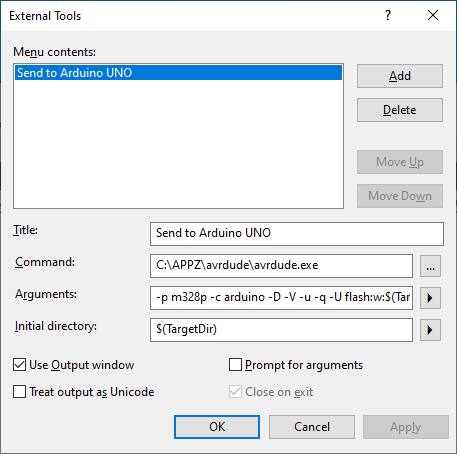 External Tools
Menu contents:
Send to Arduino UNO
Add
Delete
Move Up
Move Down
Title:
Send to Arduino UNO
Command:
C:\APPZ\avrdude\avrdude.exe
...
Arguments:
-p m328p -c arduino -D -V -u -q -U flash:w:$(Tar
Initial directory:
$(TargetDir)
Use Output window
Prompt for arguments
Treat output as Unicode
Close on exit
OK
Cancel
Apply